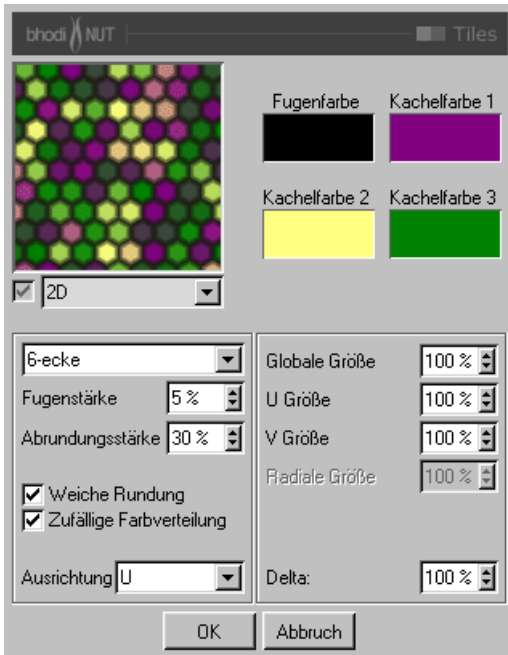 bhodi NUT Tiles
Fugenfarbe Kachelfarbe 1
Kachelfarbe 2 Kachelfarbe 3
2D
6-ecke
Fugenstärke 5 %
Abrundungsstärke 30 %
Weiche Rundung
Zufällige Farbverteilung
Ausrichtung U
Globale Größe 100 %
U Größe 100 %
V Größe 100 %
Radiale Größe 100 %
Delta: 100 %
OK Abbruch